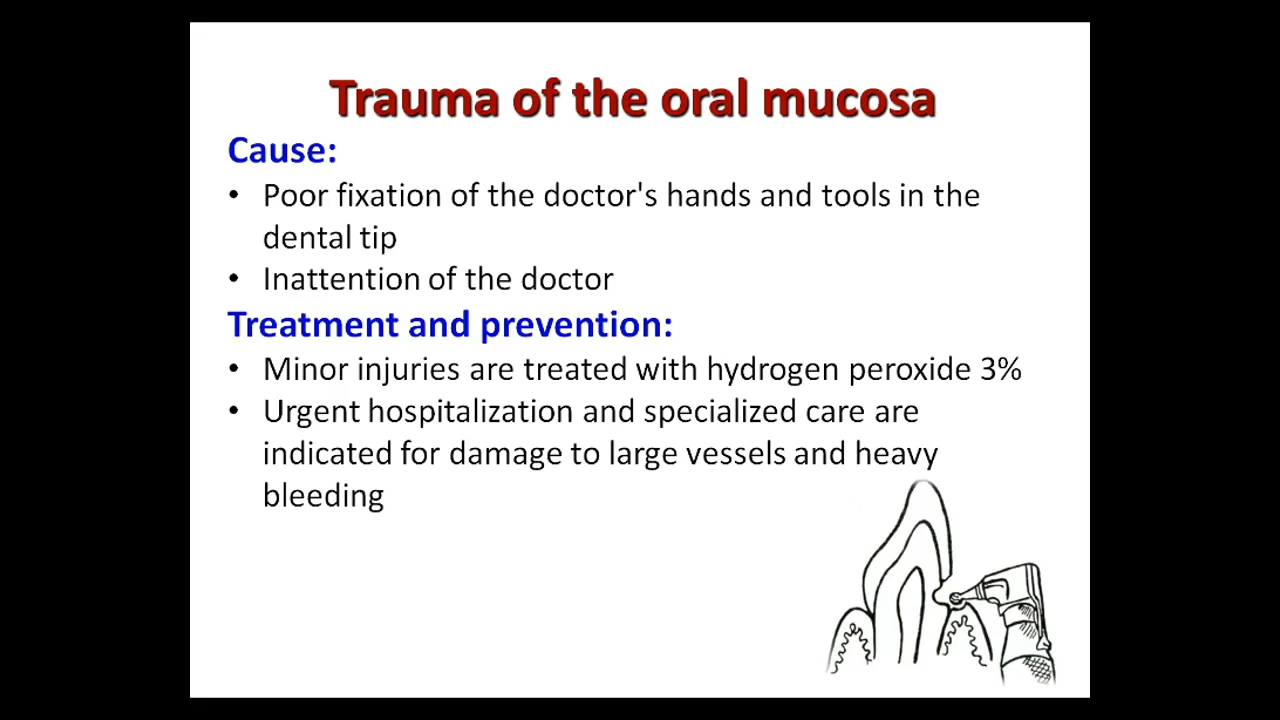 Trauma of the oral mucosa
Cause:
• Poor fixation of the doctor's hands and tools in the
dental tip
• Inattention of the doctor
Treatment and prevention:
• Minor injuries are treated with hydrogen peroxide 3%
• Urgent hospitalization and specialized care are
indicated for damage to large vessels and heavy
bleeding